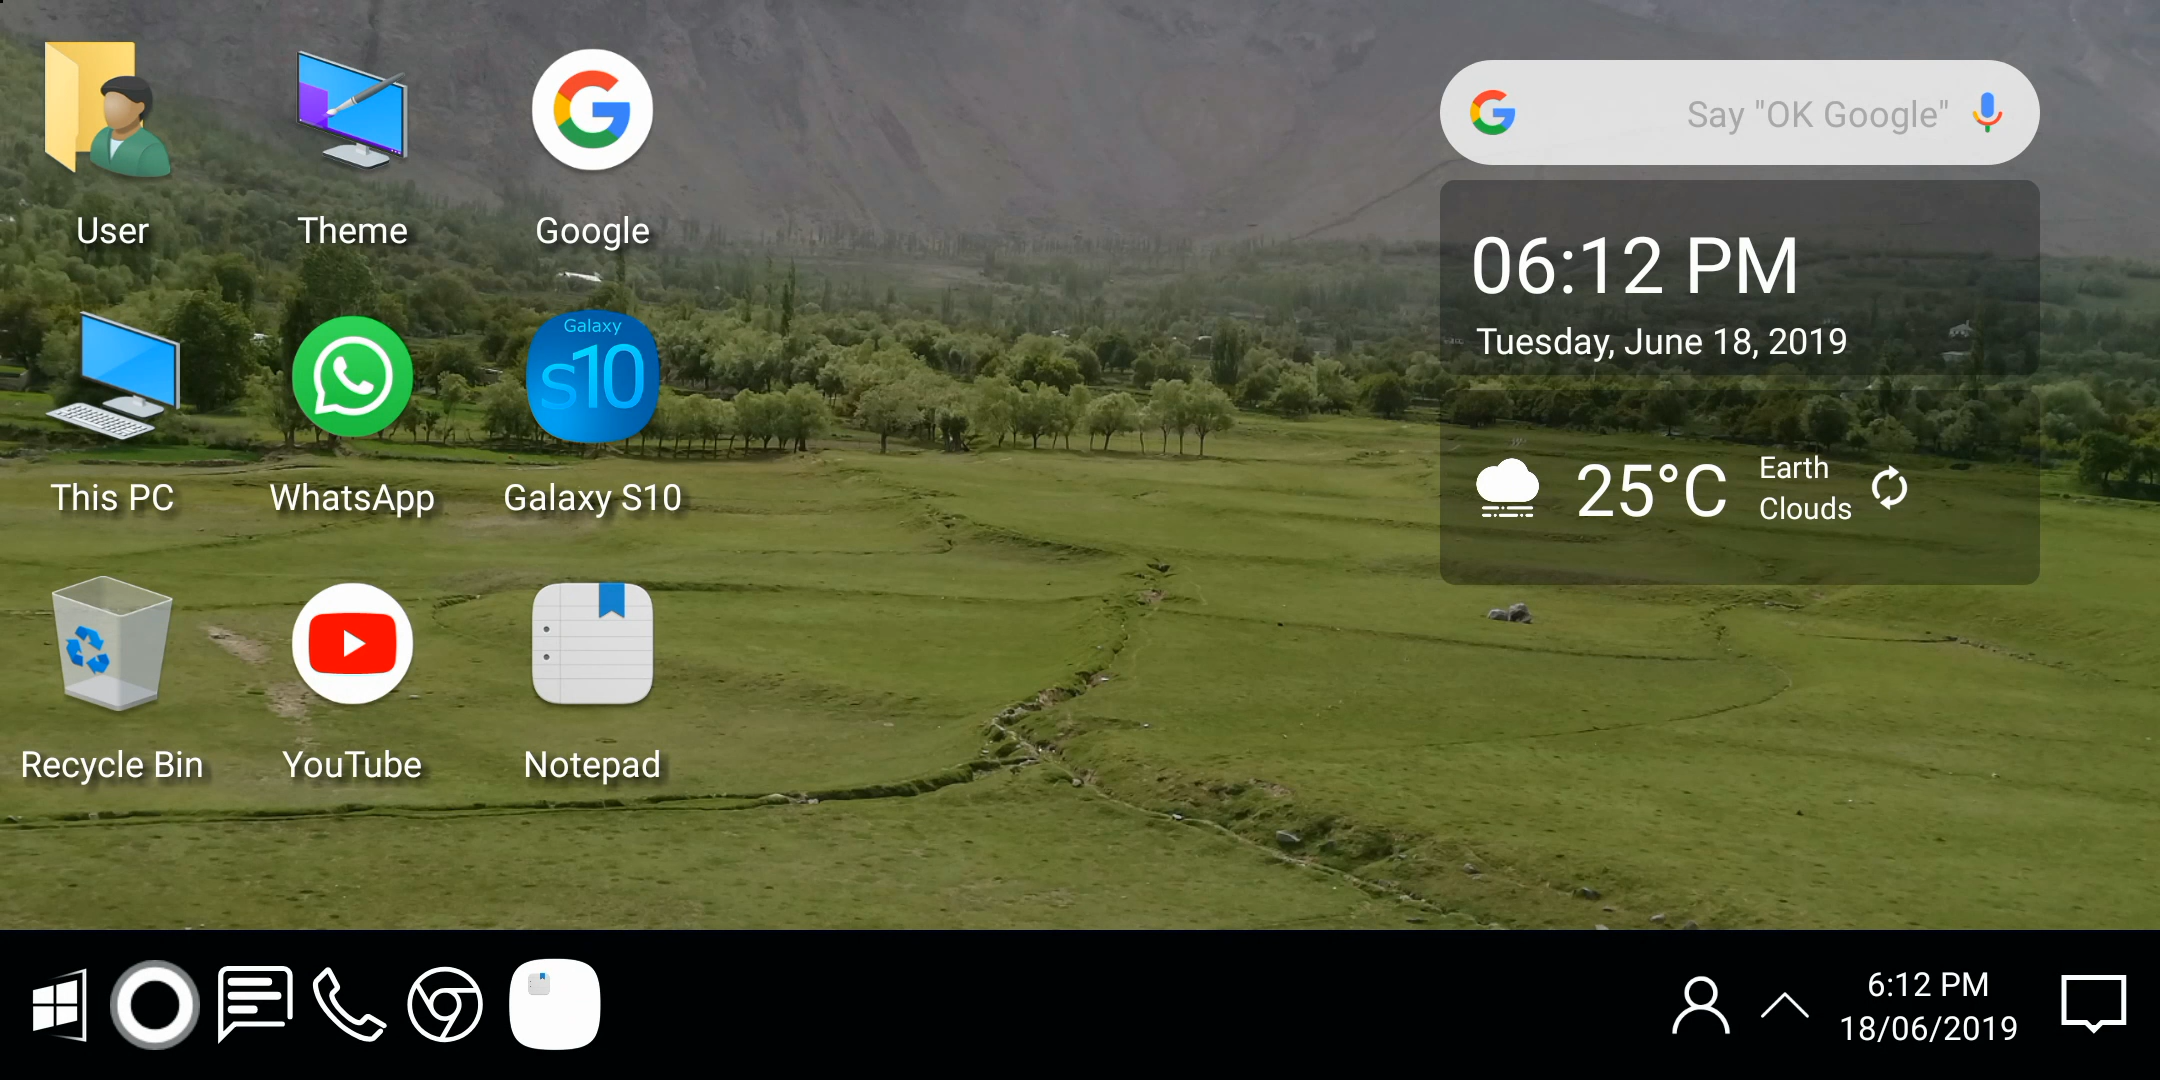 User
Theme
Google
This PC
WhatsApp
Galaxy
s10
Galaxy S10
Recycle Bin
YouTube
Notepad
Say "OK Google"
06:12 PM
Tuesday, June 18, 2019
25°C
Earth
Clouds
6:12 PM
18/06/2019